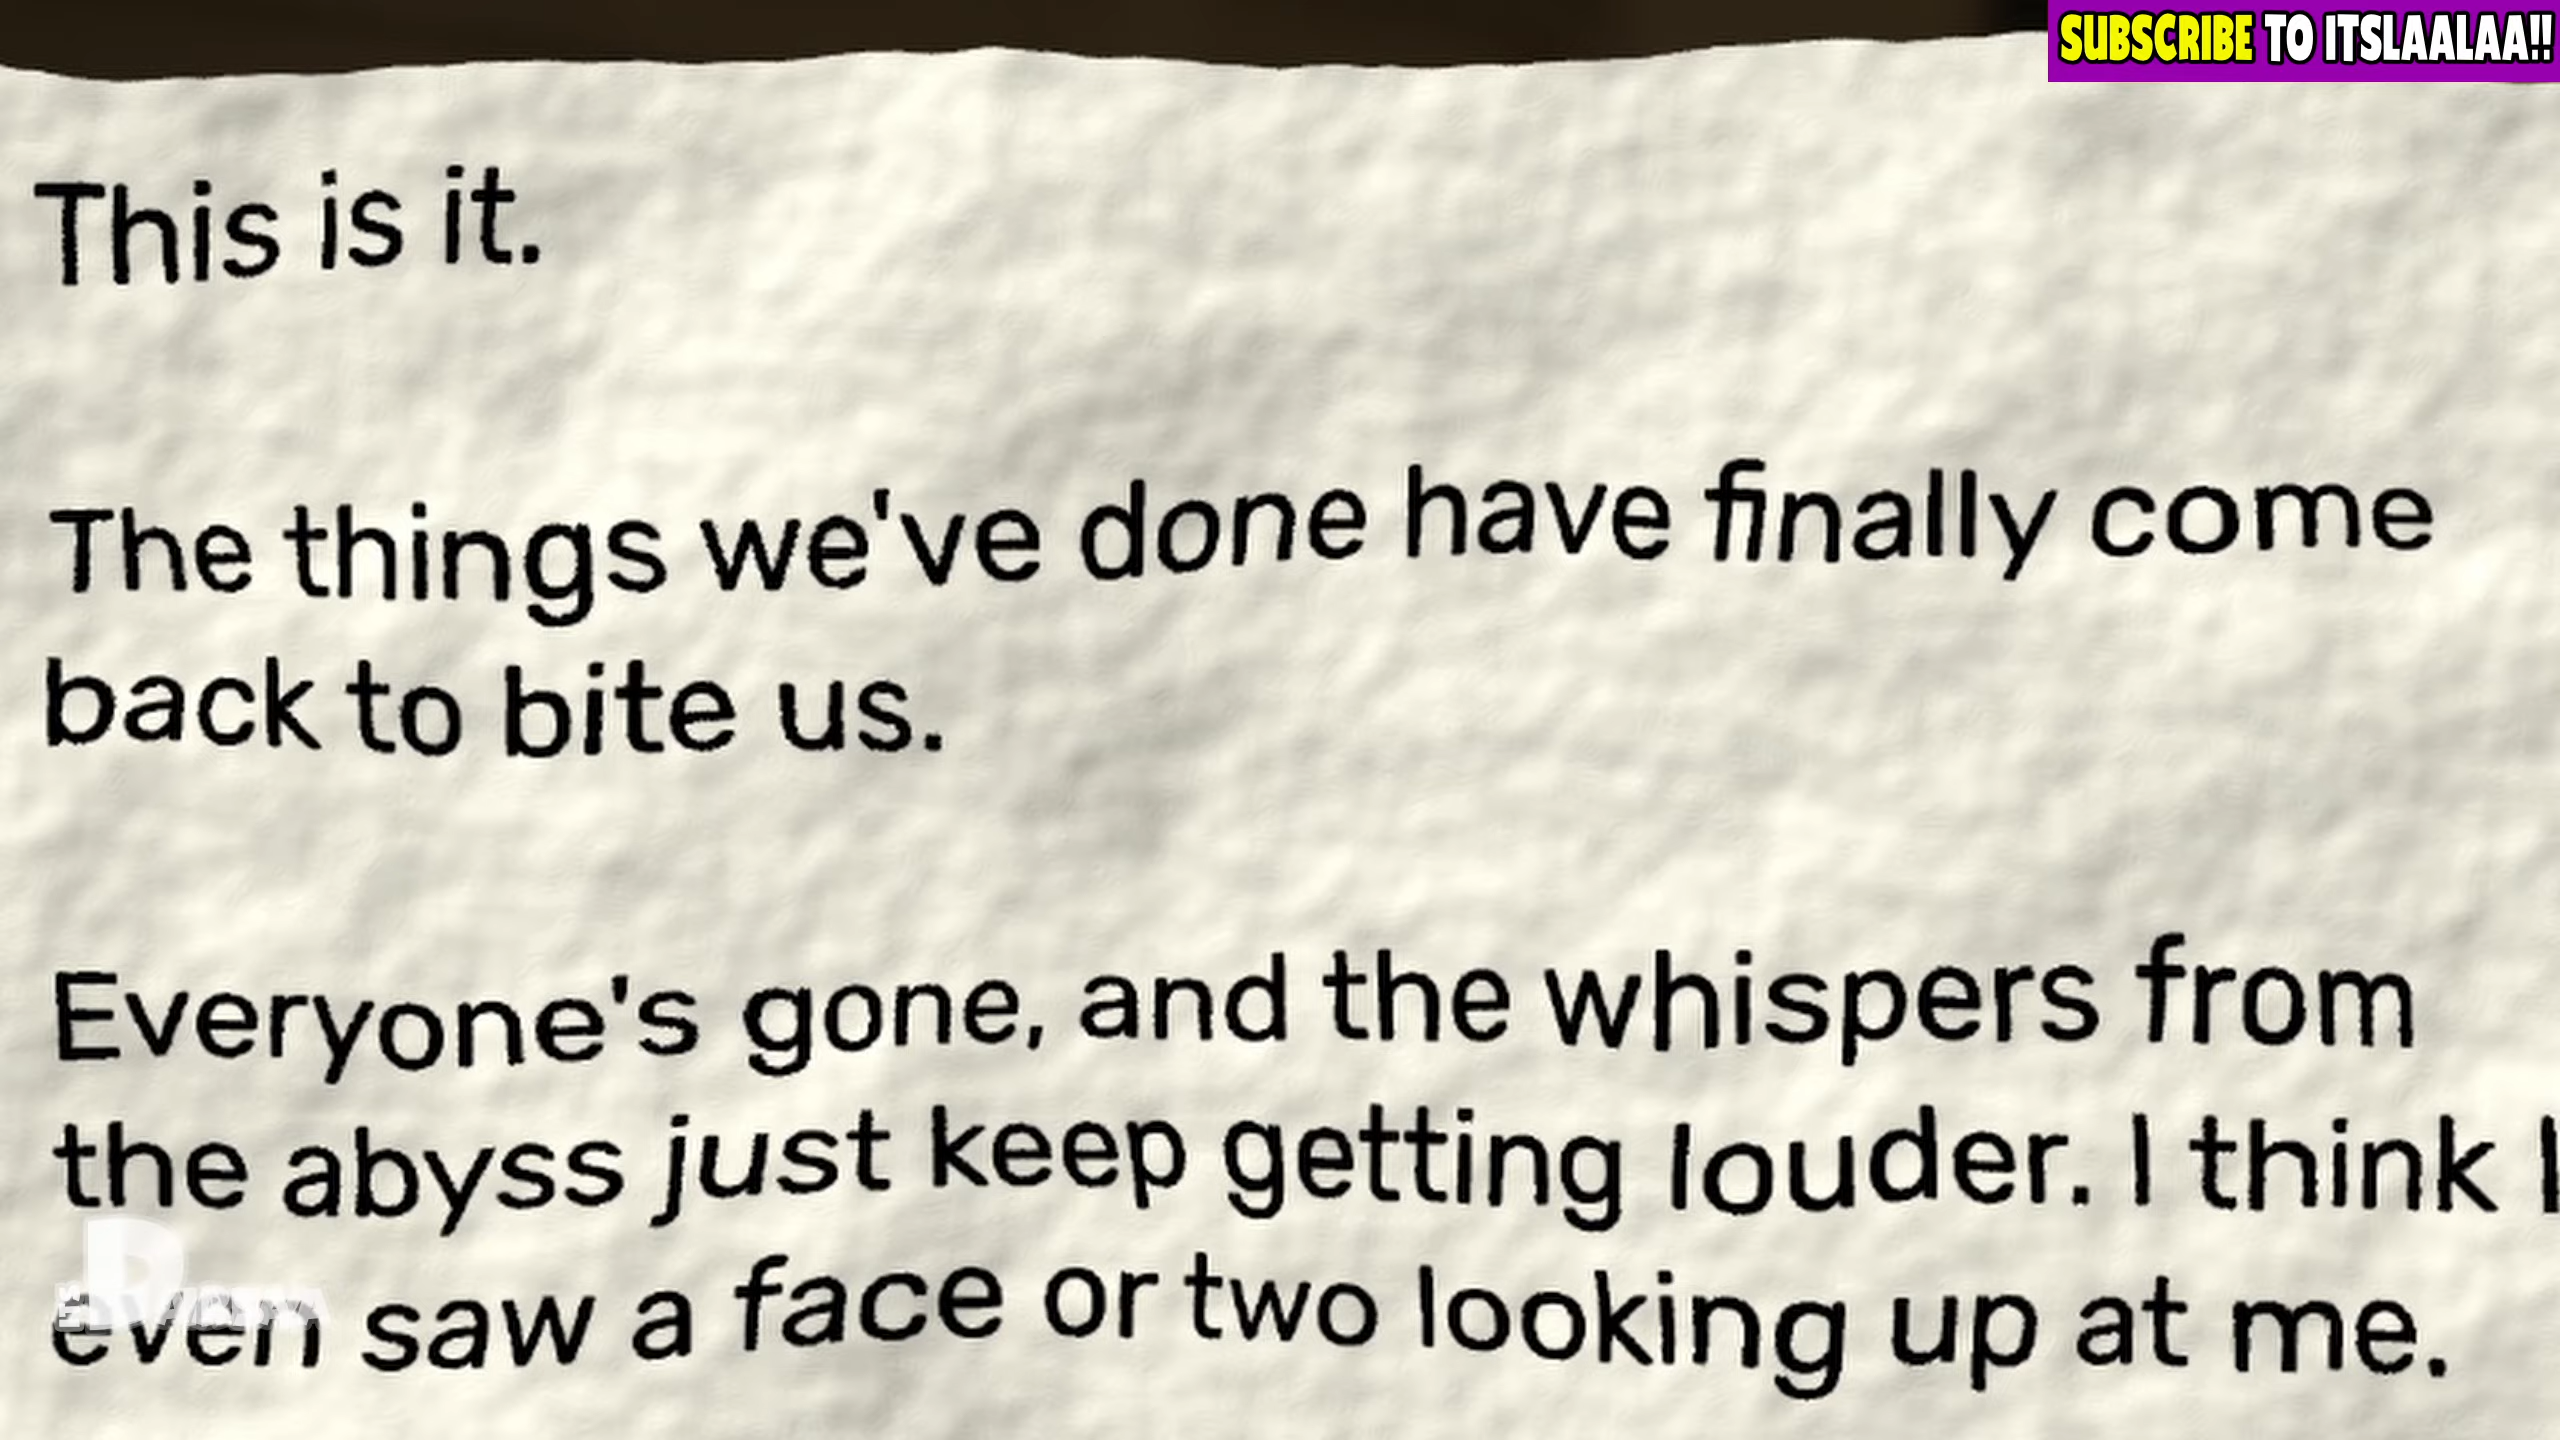 SUBSCRIBE TO ITSLAALAA!!
This is it.
The things we've done have finally come
back to bite us.
Everyone's gone, and the whispers from
the abyss just keep getting louder. I think I
even saw a face or two looking up at me.